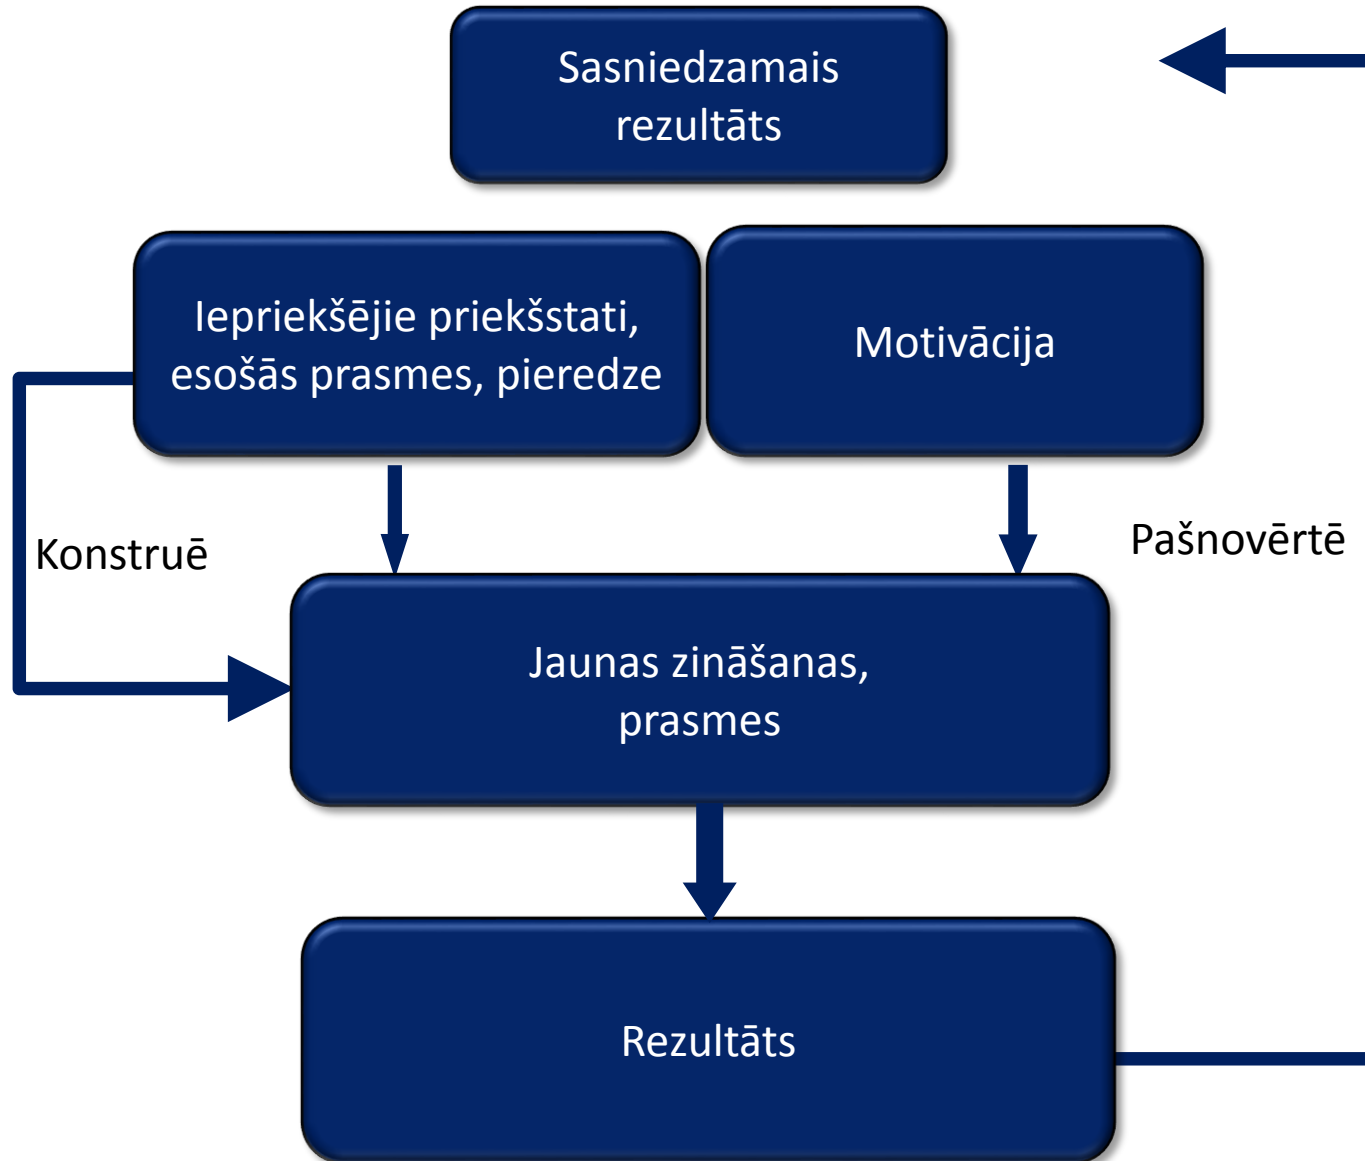 Sasniedzamais
rezultāts
Iepriekšējie priekšstati,
esošās prasmes, pieredze
Motivācija
Konstruē
Pašnovērtē
Jaunas zināšanas,
prasmes
Rezultāts